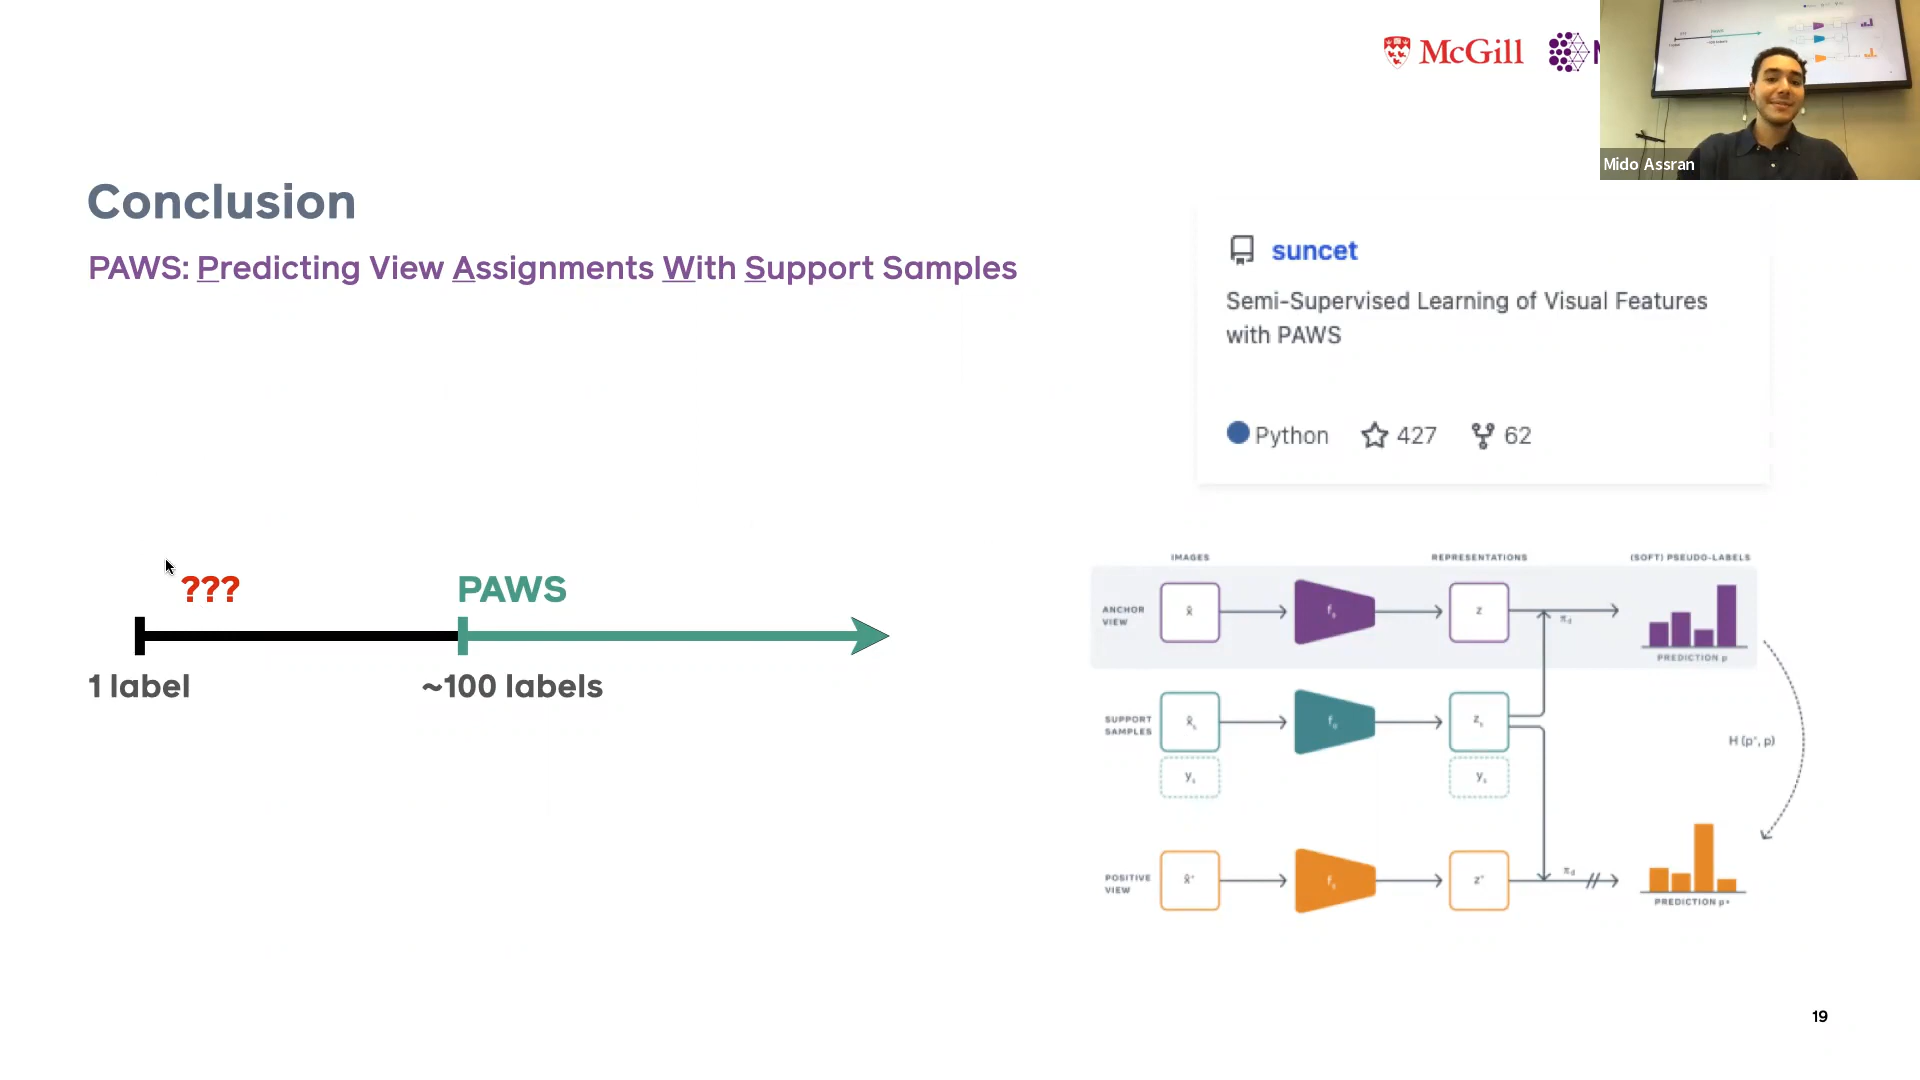 McGill
Mido Assran
Conclusion
PAWS: Predicting View Assignments With Support Samples
suncet
Semi-Supervised Learning of Visual Features
with PAWS
Python 427 62
??? PAWS
1 label ~100 labels
IMAGES REPRESENTATIONS (SOFT) PSEUDO-LABELS
ANCHOR
VIEW
x̂ z π_d
PREDICTION p
SUPPORT
SAMPLES
H (p⁺, p)
POSITIVE
VIEW
x̂⁺ z⁺ π_d
PREDICTION p+
19